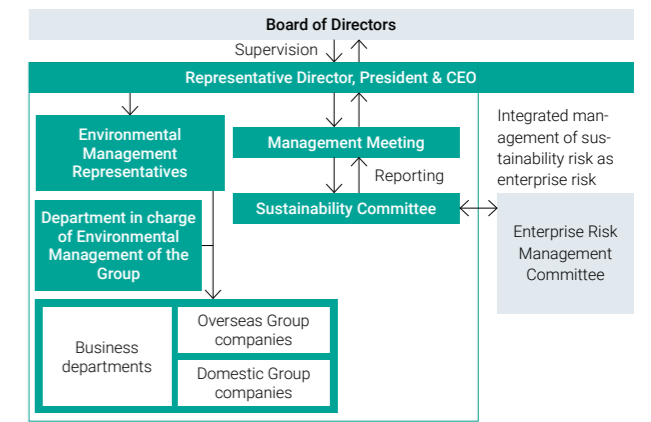 Board of Directors
Supervision
Representative Director, President & CEO
Environmental
Management
Representatives
Management Meeting
Reporting
Sustainability Committee
Integrated man-
agement of sus-
tainability risk as
enterprise risk
Enterprise Risk
Management
Committee
Department in charge
of Environmental
Management of the
Group
Business
departments
Overseas Group
companies
Domestic Group
companies